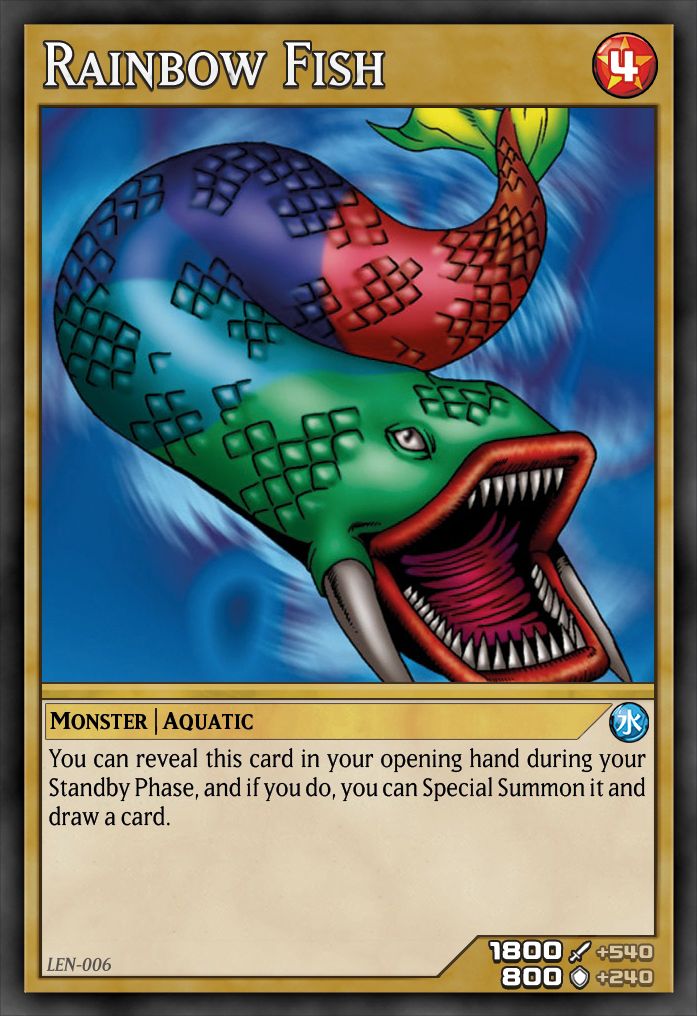 Rainbow Fish
4
Monster | Aquatic
水
You can reveal this card in your opening hand during your
Standby Phase, and if you do, you can Special Summon it and
draw a card.
LEN-006
1800 +540
800 +240